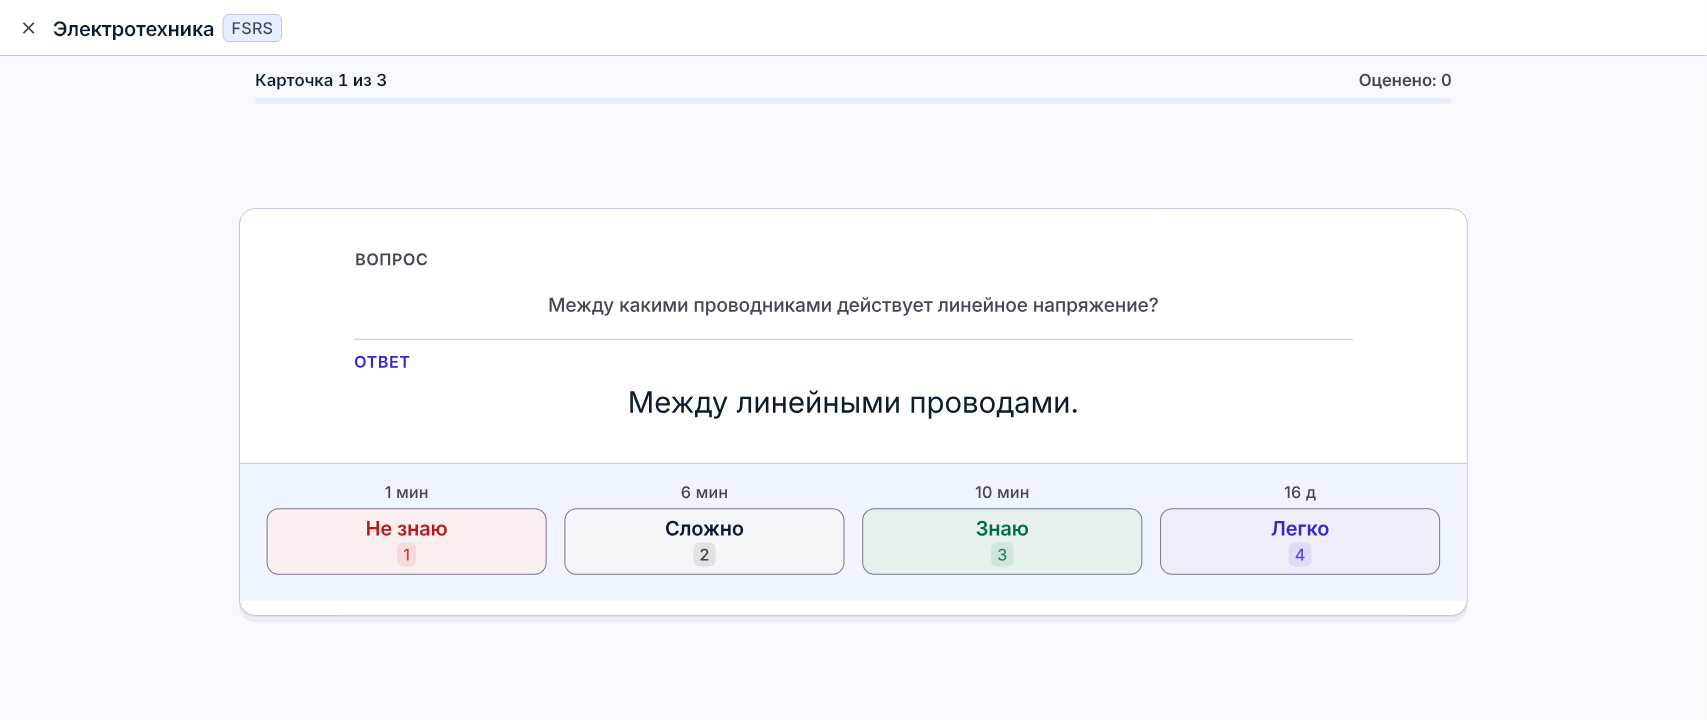 Электротехника FSRS
Карточка 1 из 3
Оценено: 0
ВОПРОС
Между какими проводниками действует линейное напряжение?
ОТВЕТ
Между линейными проводами.
1 мин
Не знаю
1
6 мин
Сложно
2
10 мин
Знаю
3
16 д
Легко
4